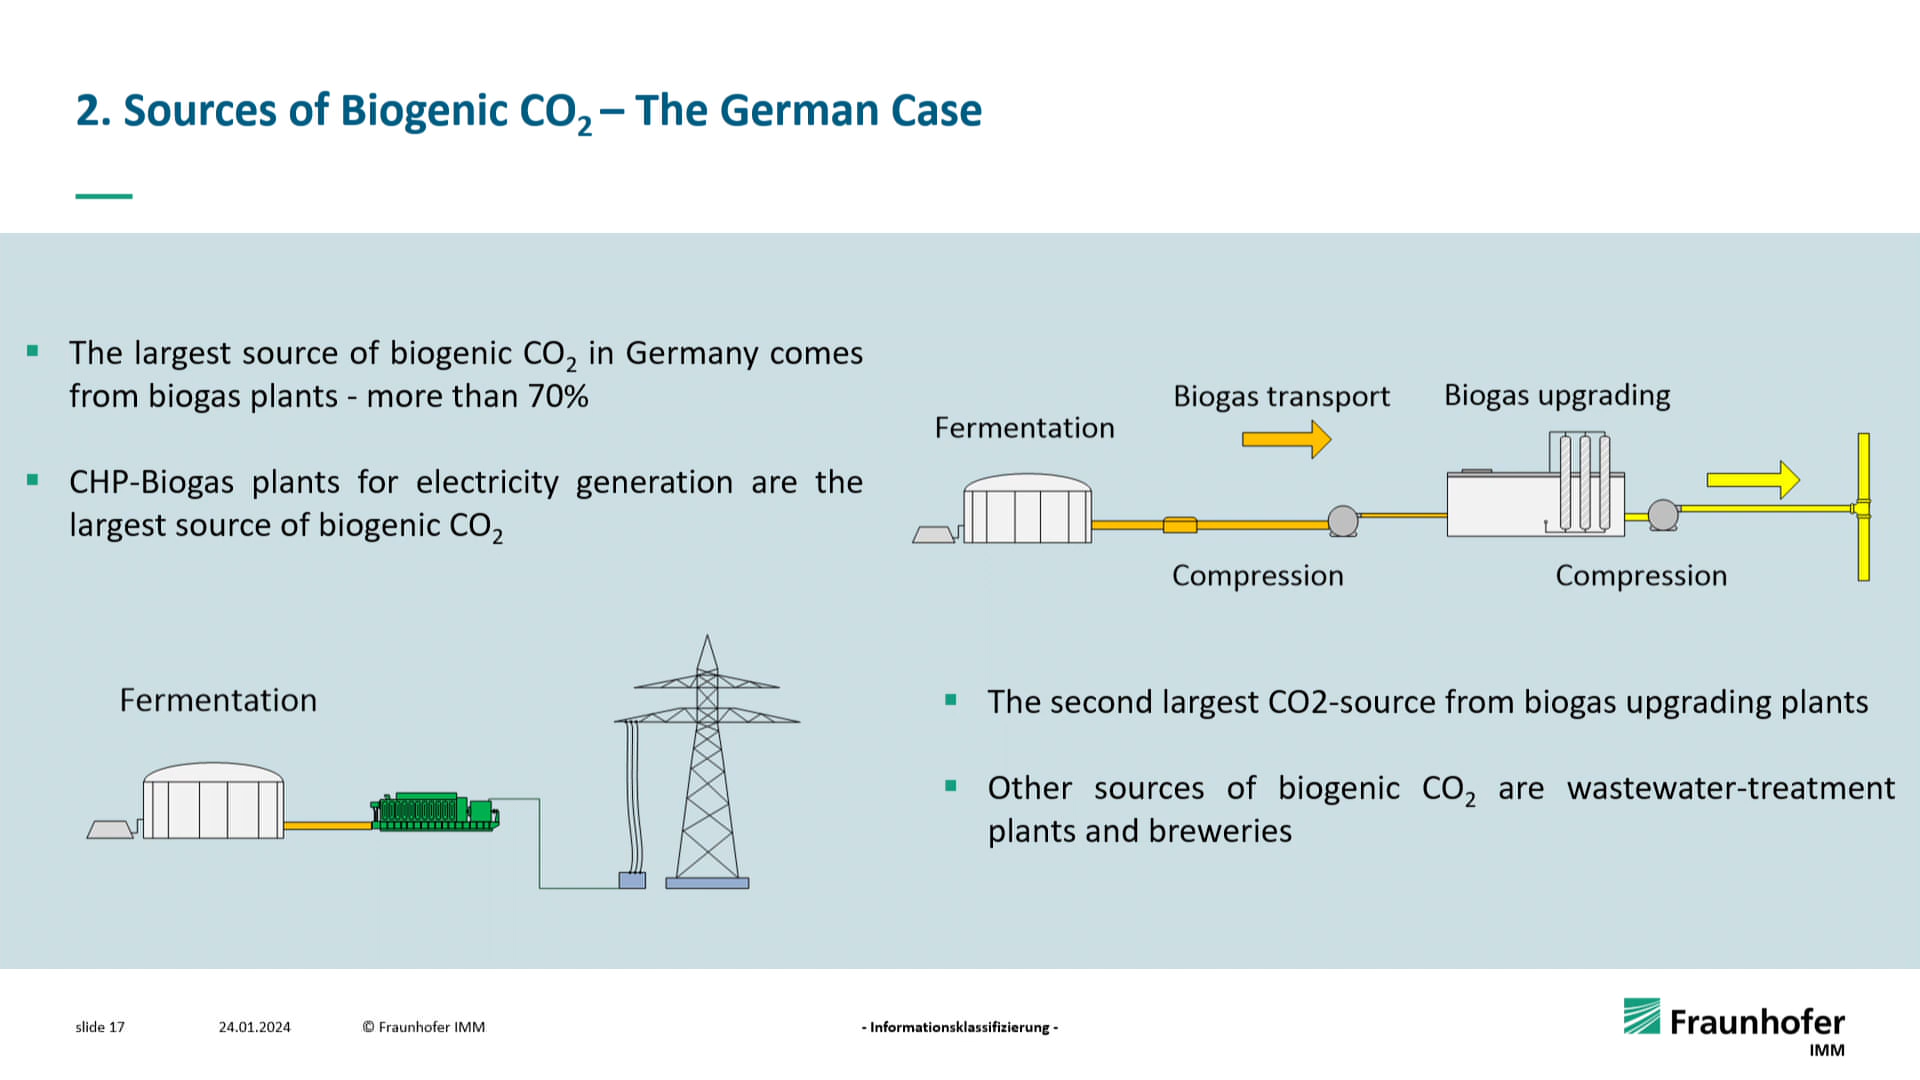 2. Sources of Biogenic CO₂ – The German Case
▪ The largest source of biogenic CO₂ in Germany comes
from biogas plants - more than 70%
▪ CHP-Biogas plants for electricity generation are the
largest source of biogenic CO₂
Fermentation
Biogas transport
Biogas upgrading
Compression
Compression
Fermentation
▪ The second largest CO2-source from biogas upgrading plants
▪ Other sources of biogenic CO₂ are wastewater-treatment
plants and breweries
slide 17
24.01.2024
© Fraunhofer IMM
- Informationsklassifizierung -
Fraunhofer
IMM